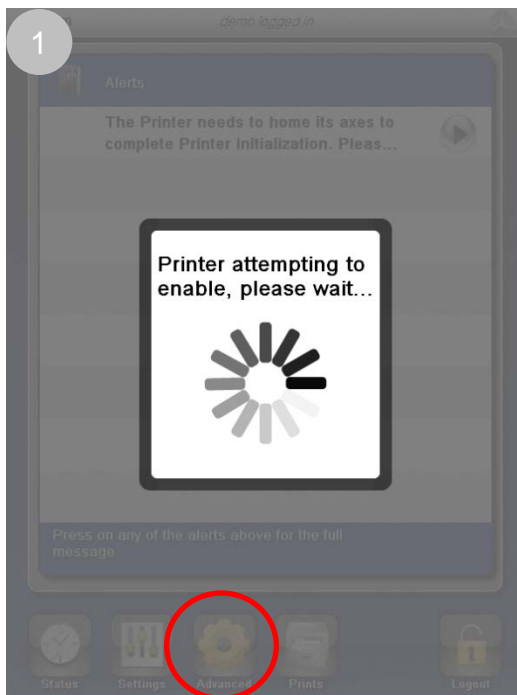 1
demo logged in
Alerts
The Printer needs to home its axes to
complete Printer Initialization. Pleas...
Printer attempting to
enable, please wait...
Press on any of the alerts above for the full
message
Status Settings Advanced Prints Logout